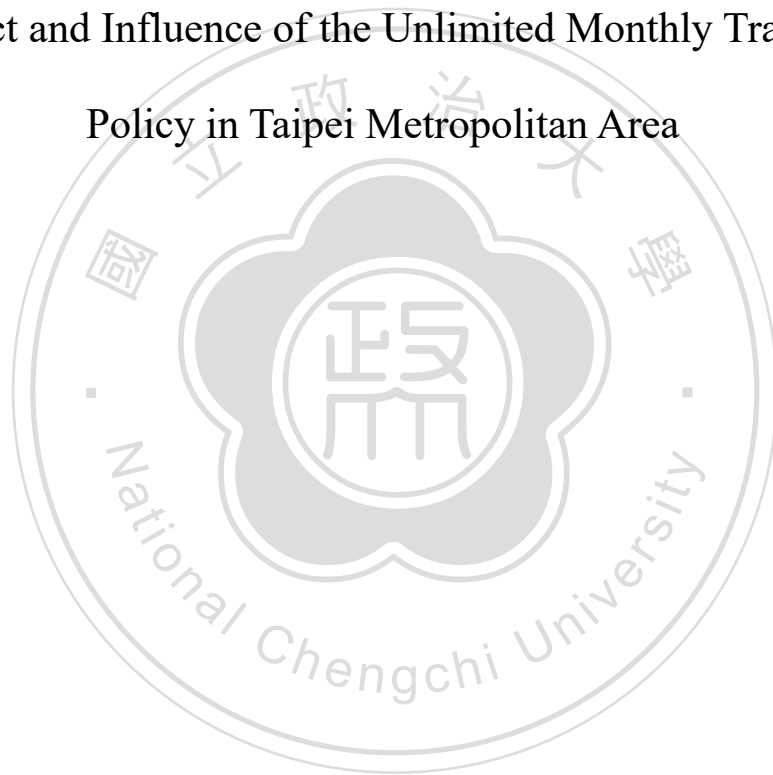 ct and Influence of the Unlimited Monthly Tra
Policy in Taipei Metropolitan Area
國立政治大學
National Chengchi University